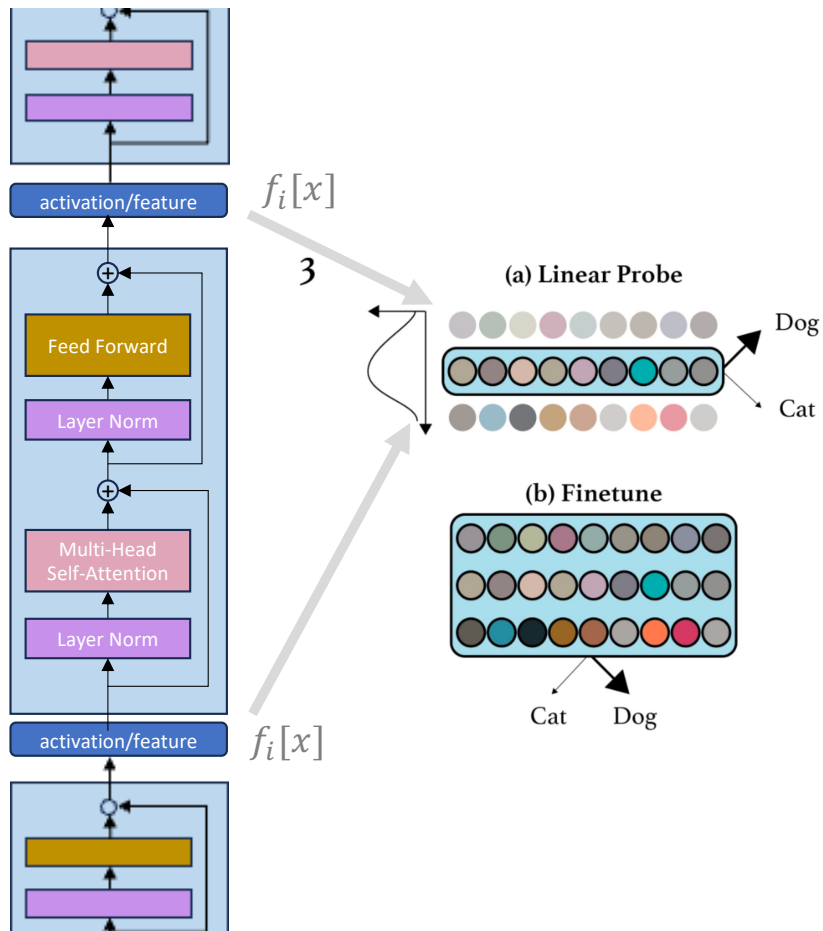 activation/feature
f_i[x]
3
(a) Linear Probe
Dog
Cat
Feed Forward
Layer Norm
(b) Finetune
Multi-Head
Self-Attention
Layer Norm
Cat
Dog
activation/feature
f_i[x]